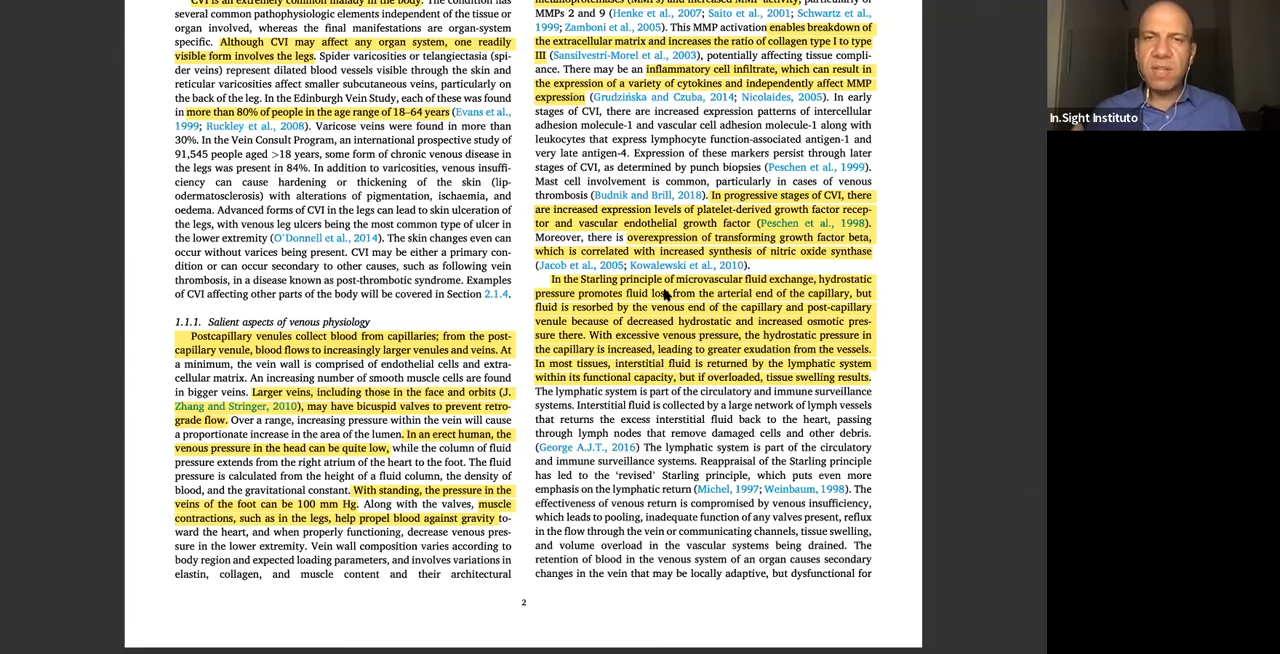 CVI is an extremely common malady in the body. The condition has
several common pathophysiologic elements independent of the tissue or
organ involved, whereas the final manifestations are organ-system
specific. Although CVI may affect any organ system, one readily
visible form involves the legs. Spider varicosities or telangiectasia (spi-
der veins) represent dilated blood vessels visible through the skin and
reticular varicosities affect smaller subcutaneous veins, particularly on
the back of the leg. In the Edinburgh Vein Study, each of these was found
in more than 80% of people in the age range of 18–64 years (Evans et al.,
1999; Ruckley et al., 2008). Varicose veins were found in more than
30%. In the Vein Consult Program, an international prospective study of
91,545 people aged >18 years, some form of chronic venous disease in
the legs was present in 84%. In addition to varicosities, venous insuffi-
ciency can cause hardening or thickening of the skin (lip-
odermatosclerosis) with alterations of pigmentation, ischaemia, and
oedema. Advanced forms of CVI in the legs can lead to skin ulceration of
the legs, with venous leg ulcers being the most common type of ulcer in
the lower extremity (O'Donnell et al., 2014). The skin changes even can
occur without varices being present. CVI may be either a primary con-
dition or can occur secondary to other causes, such as following vein
thrombosis, in a disease known as post-thrombotic syndrome. Examples
of CVI affecting other parts of the body will be covered in Section 2.1.4.
1.1.1. Salient aspects of venous physiology
Postcapillary venules collect blood from capillaries; from the post-
capillary venule, blood flows to increasingly larger venules and veins. At
a minimum, the vein wall is comprised of endothelial cells and extra-
cellular matrix. An increasing number of smooth muscle cells are found
in bigger veins. Larger veins, including those in the face and orbits (J.
Zhang and Stringer, 2010), may have bicuspid valves to prevent retro-
grade flow. Over a range, increasing pressure within the vein will cause
a proportionate increase in the area of the lumen. In an erect human, the
venous pressure in the head can be quite low, while the column of fluid
pressure extends from the right atrium of the heart to the foot. The fluid
pressure is calculated from the height of a fluid column, the density of
blood, and the gravitational constant. With standing, the pressure in the
veins of the foot can be 100 mm Hg. Along with the valves, muscle
contractions, such as in the legs, help propel blood against gravity to-
ward the heart, and when properly functioning, decrease venous pres-
sure in the lower extremity. Vein wall composition varies according to
body region and expected loading parameters, and involves variations in
elastin, collagen, and muscle content and their architectural
metalloproteinases (MMPs) and increased MMP activity, particularly of
MMPs 2 and 9 (Henke et al., 2007; Saito et al., 2001; Schwartz et al.,
1999; Zamboni et al., 2005). This MMP activation enables breakdown of
the extracellular matrix and increases the ratio of collagen type I to type
III (Sansilvestri-Morel et al., 2003), potentially affecting tissue compli-
ance. There may be an inflammatory cell infiltrate, which can result in
the expression of a variety of cytokines and independently affect MMP
expression (Grudzińska and Czuba, 2014; Nicolaides, 2005). In early
stages of CVI, there are increased expression patterns of intercellular
adhesion molecule-1 and vascular cell adhesion molecule-1 along with
leukocytes that express lymphocyte function-associated antigen-1 and
very late antigen-4. Expression of these markers persist through later
stages of CVI, as determined by punch biopsies (Peschen et al., 1999).
Mast cell involvement is common, particularly in cases of venous
thrombosis (Budnik and Brill, 2018). In progressive stages of CVI, there
are increased expression levels of platelet-derived growth factor recep-
tor and vascular endothelial growth factor (Peschen et al., 1998).
Moreover, there is overexpression of transforming growth factor beta,
which is correlated with increased synthesis of nitric oxide synthase
(Jacob et al., 2005; Kowalewski et al., 2010).
In the Starling principle of microvascular fluid exchange, hydrostatic
pressure promotes fluid loss from the arterial end of the capillary, but
fluid is resorbed by the venous end of the capillary and post-capillary
venule because of decreased hydrostatic and increased osmotic pres-
sure there. With excessive venous pressure, the hydrostatic pressure in
the capillary is increased, leading to greater exudation from the vessels.
In most tissues, interstitial fluid is returned by the lymphatic system
within its functional capacity, but if overloaded, tissue swelling results.
The lymphatic system is part of the circulatory and immune surveillance
systems. Interstitial fluid is collected by a large network of lymph vessels
that returns the excess interstitial fluid back to the heart, passing
through lymph nodes that remove damaged cells and other debris.
(George A.J.T., 2016) The lymphatic system is part of the circulatory
and immune surveillance systems. Reappraisal of the Starling principle
has led to the 'revised' Starling principle, which puts even more
emphasis on the lymphatic return (Michel, 1997; Weinbaum, 1998). The
effectiveness of venous return is compromised by venous insufficiency,
which leads to pooling, inadequate function of any valves present, reflux
in the flow through the vein or communicating channels, tissue swelling,
and volume overload in the vascular systems being drained. The
retention of blood in the venous system of an organ causes secondary
changes in the vein that may be locally adaptive, but dysfunctional for
2
In.Sight Instituto